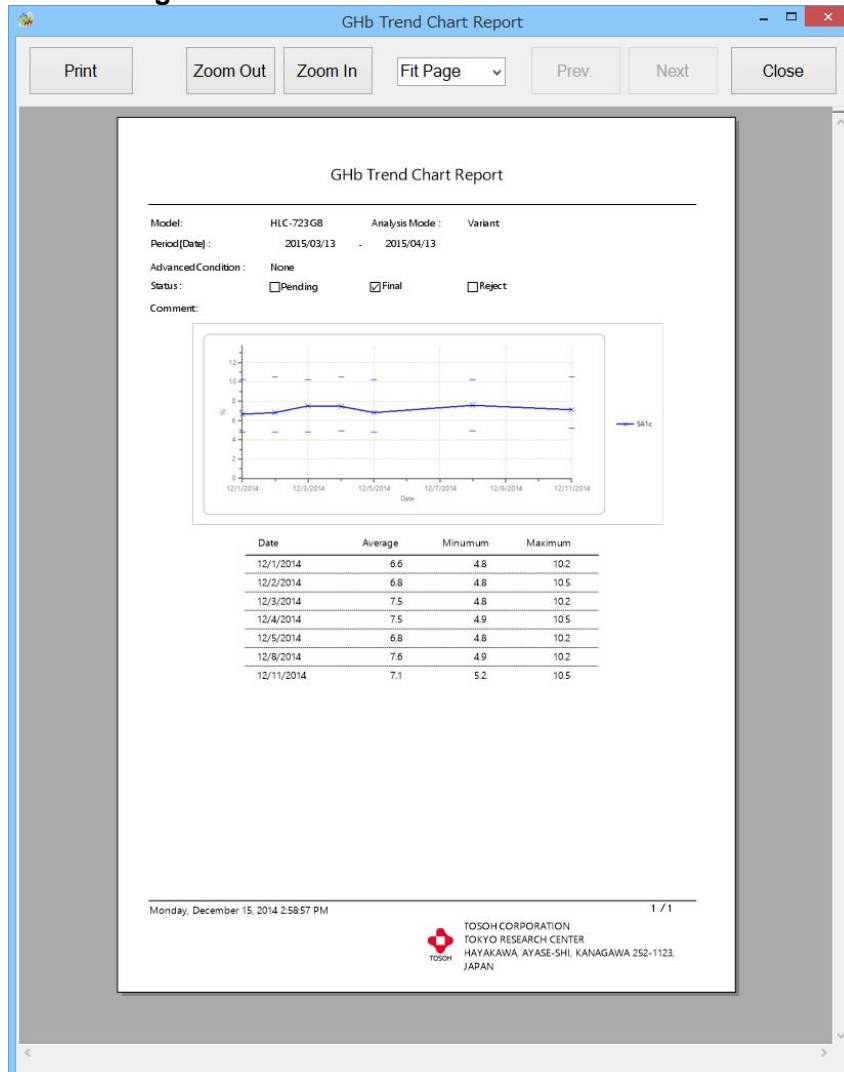 GHb Trend Chart Report
Print Zoom Out Zoom In Fit Page Prev. Next Close
GHb Trend Chart Report
Model: HLC-723G8 Analysis Mode : Variant
Period(Date) : 2015/03/13 - 2015/04/13
Advanced Condition : None
Status : Pending Final Reject
Comment:
12
10
8
%
6
4
2
0
12/1/2014 12/3/2014 12/5/2014 12/7/2014 12/9/2014 12/11/2014
Date
SA1c
Date Average Minumum Maximum
12/1/2014 6.6 4.8 10.2
12/2/2014 6.8 4.8 10.5
12/3/2014 7.5 4.8 10.2
12/4/2014 7.5 4.9 10.5
12/5/2014 6.8 4.8 10.2
12/8/2014 7.6 4.9 10.2
12/11/2014 7.1 5.2 10.5
Monday, December 15, 2014 2:58:57 PM 1 / 1
TOSOH CORPORATION
TOKYO RESEARCH CENTER
HAYAKAWA, AYASE-SHI, KANAGAWA 252-1123,
JAPAN
TOSOH